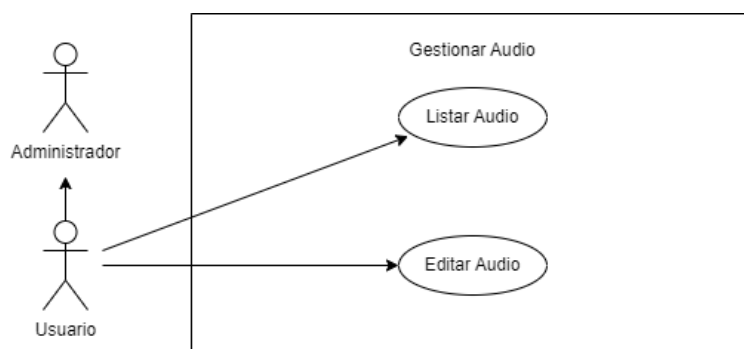 Gestionar Audio
Listar Audio
Administrador
Editar Audio
Usuario